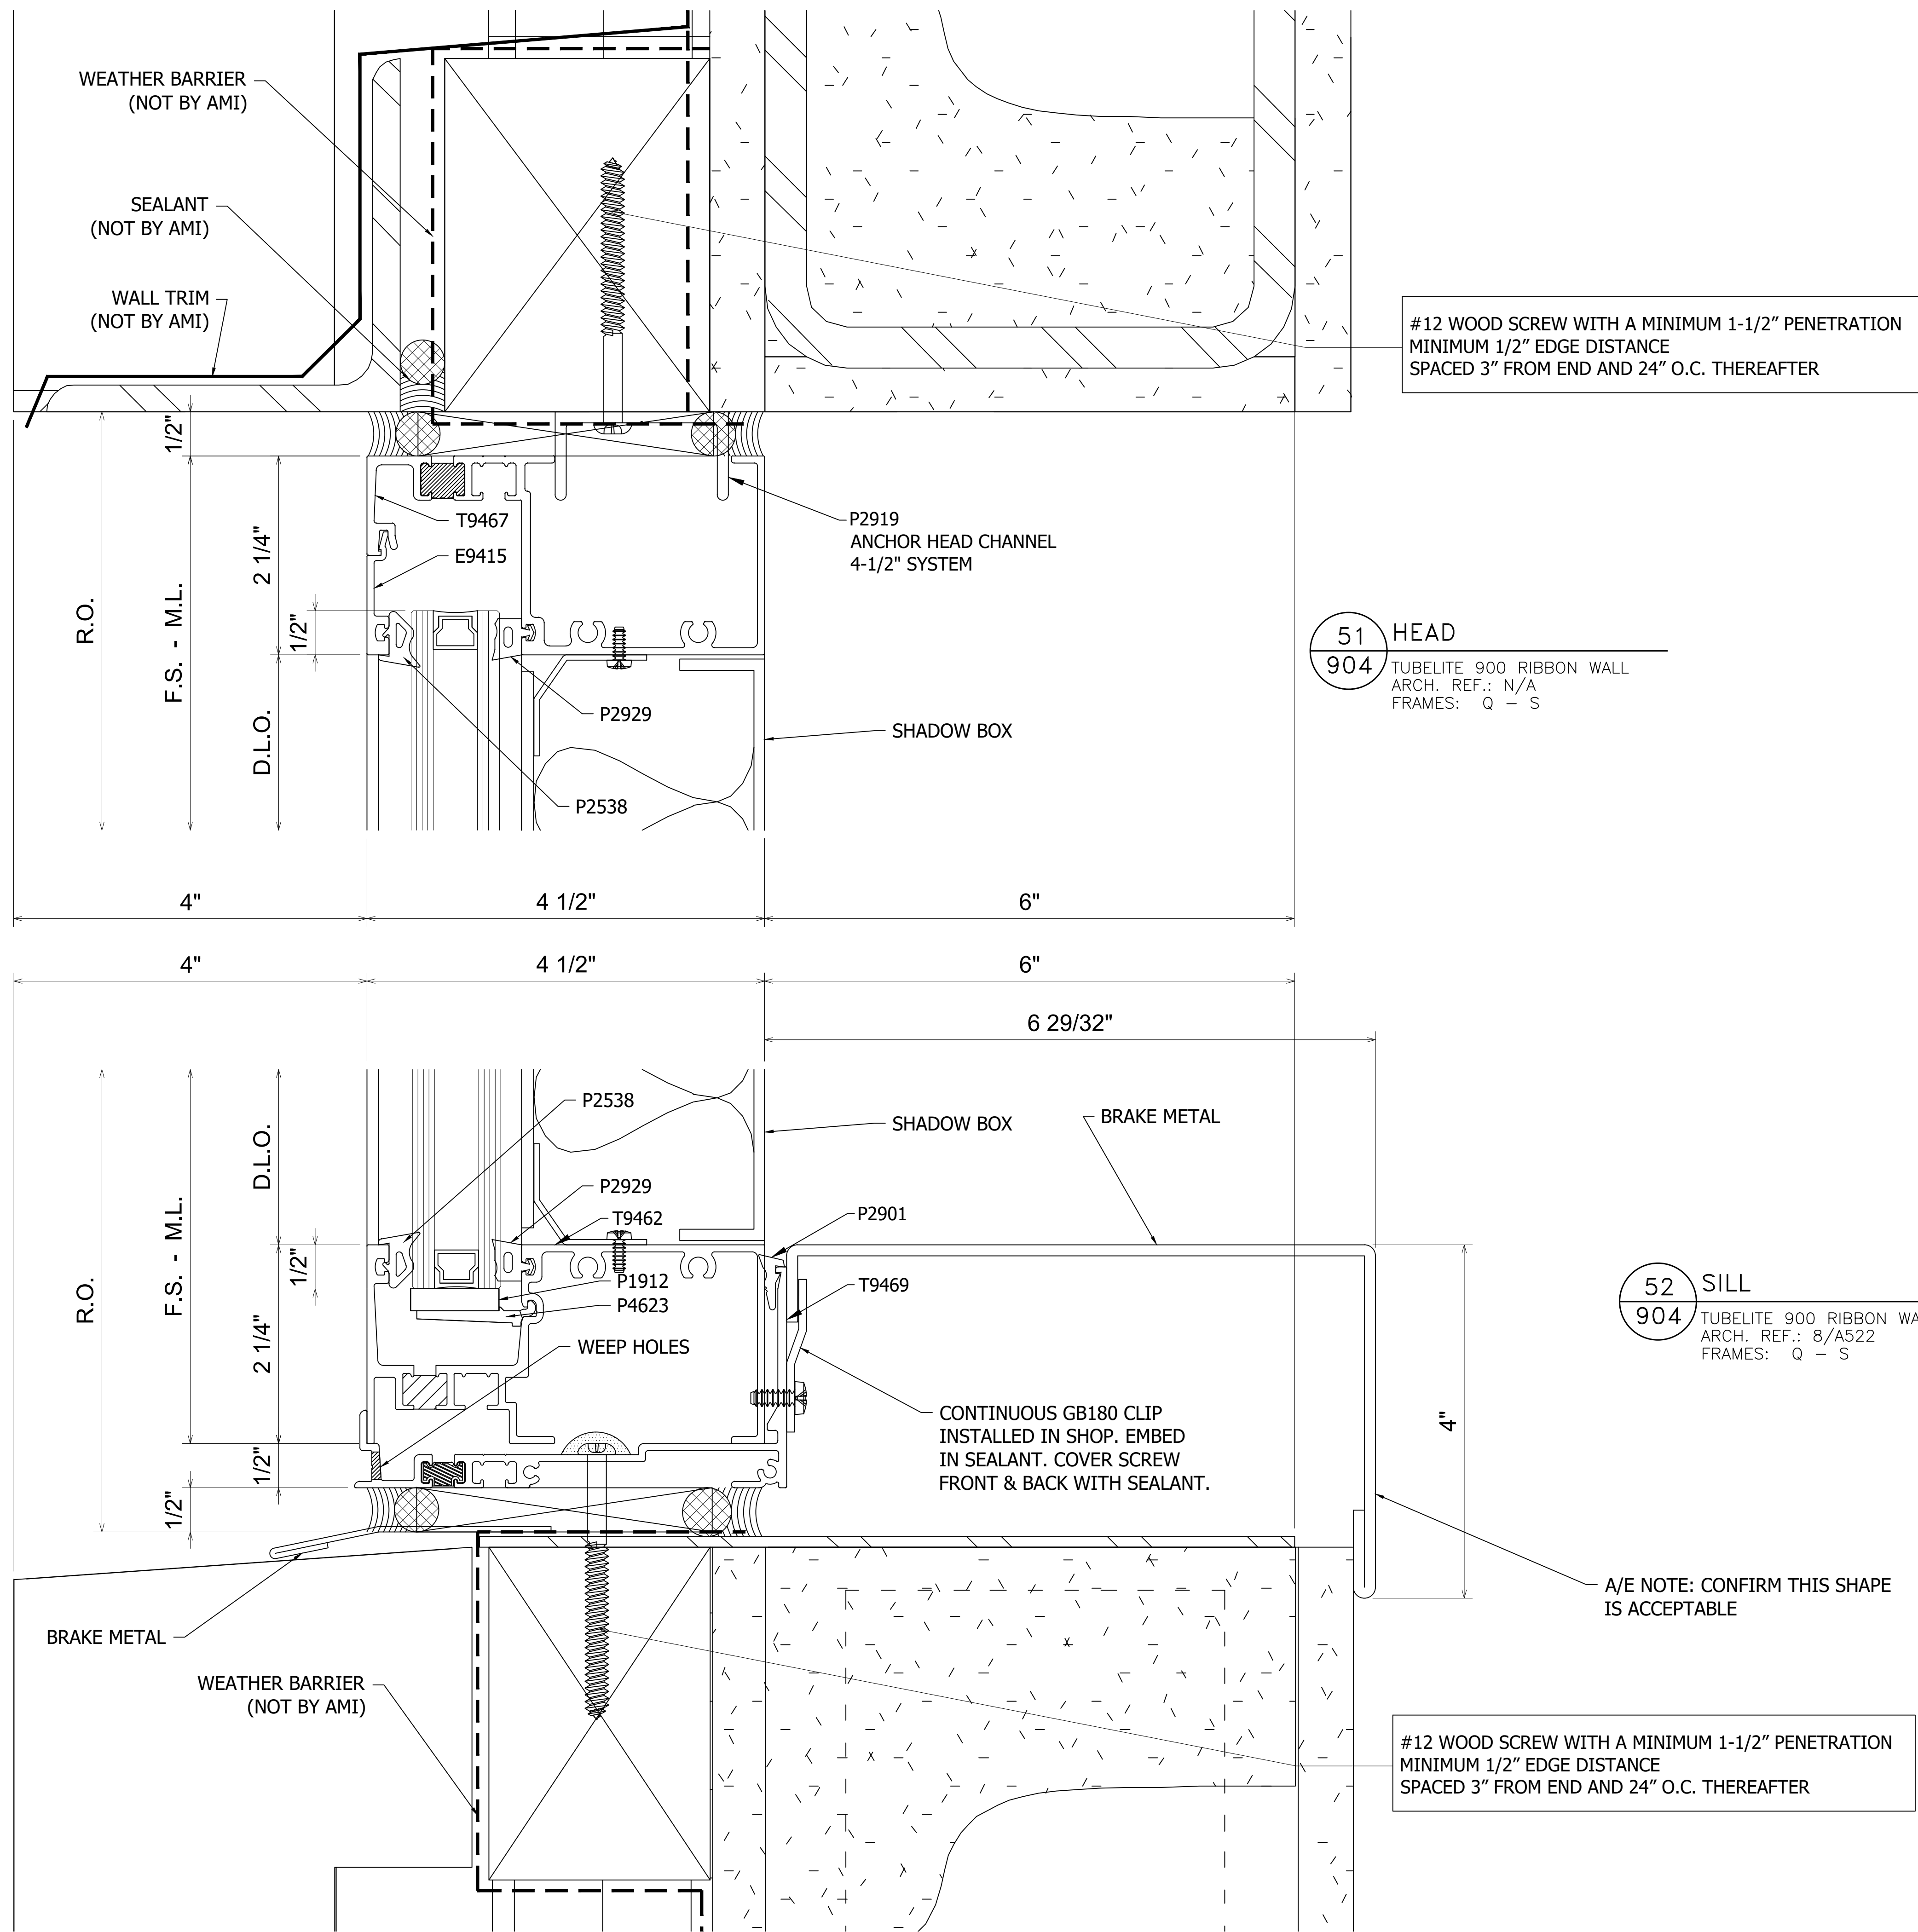 WEATHER BARRIER
(NOT BY AMI)
SEALANT
(NOT BY AMI)
WALL TRIM
(NOT BY AMI)
#12 WOOD SCREW WITH A MINIMUM 1-1/2" PENETRATION
MINIMUM 1/2" EDGE DISTANCE
SPACED 3" FROM END AND 24" O.C. THEREAFTER
1/2"
2 1/4"
1/2"
R.O.
F.S. - M.L.
D.L.O.
T9467
E9415
P2919
ANCHOR HEAD CHANNEL
4-1/2" SYSTEM
P2929
SHADOW BOX
P2538
51
904
HEAD
TUBELITE 900 RIBBON WALL
ARCH. REF.: N/A
FRAMES: Q - S
4"
4 1/2"
6"
4"
4 1/2"
6"
6 29/32"
P2538
SHADOW BOX
BRAKE METAL
D.L.O.
F.S. - M.L.
R.O.
P2929
T9462
P2901
1/2"
P1912
P4623
T9469
2 1/4"
WEEP HOLES
52
904
SILL
TUBELITE 900 RIBBON WA
ARCH. REF.: 8/A522
FRAMES: Q - S
CONTINUOUS GB180 CLIP
INSTALLED IN SHOP. EMBED
IN SEALANT. COVER SCREW
FRONT & BACK WITH SEALANT.
4"
1/2"
1/2"
A/E NOTE: CONFIRM THIS SHAPE
IS ACCEPTABLE
BRAKE METAL
WEATHER BARRIER
(NOT BY AMI)
#12 WOOD SCREW WITH A MINIMUM 1-1/2" PENETRATION
MINIMUM 1/2" EDGE DISTANCE
SPACED 3" FROM END AND 24" O.C. THEREAFTER